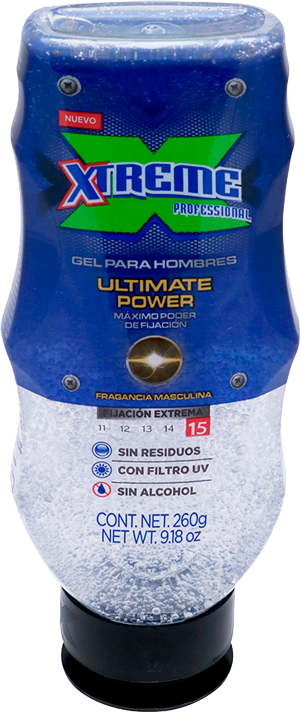 NUEVO
XTREME
PROFESSIONAL
GEL PARA HOMBRES
ULTIMATE
POWER
MÁXIMO PODER
DE FIJACIÓN
FRAGANCIA MASCULINA
FIJACIÓN EXTREMA
11 12 13 14 15
SIN RESIDUOS
CON FILTRO UV
SIN ALCOHOL
CONT. NET. 260g
NET WT. 9.18 oz